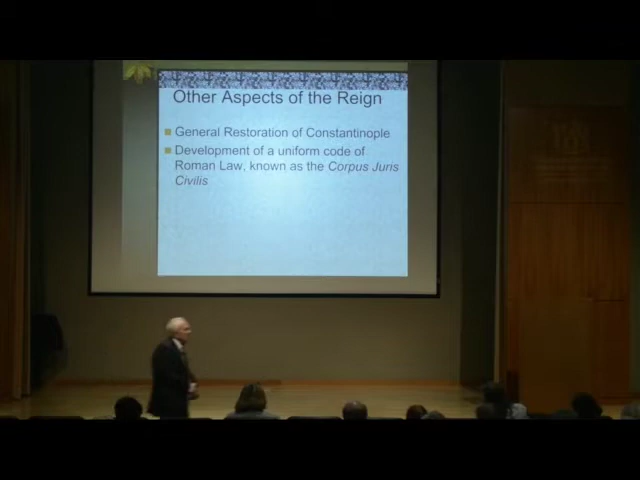 Other Aspects of the Reign
General Restoration of Constantinople
Development of a uniform code of
Roman Law, known as the Corpus Juris
Civilis